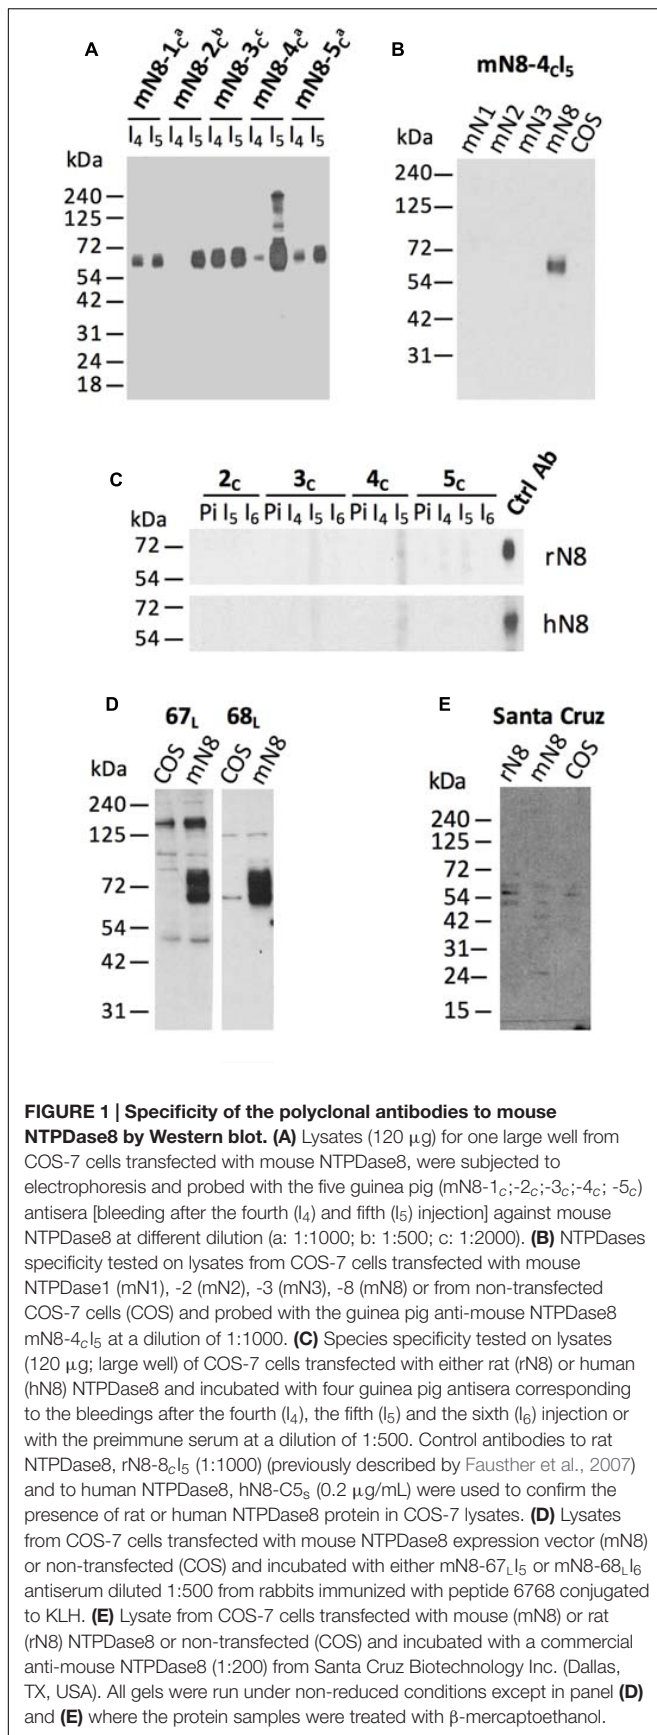 A
mN8-1cᵃ mN8-2cᵇ mN8-3cᶜ mN8-4cᵃ mN8-5cᵃ
I₄ I₅ I₄ I₅ I₄ I₅ I₄ I₅ I₄ I₅
kDa
240
125
72
54
42
31
24
18
B
mN8-4cI₅
mN1 mN2 mN3 mN8 COS
kDa
240
125
72
54
42
31
C
2c 3c 4c 5c Ctrl Ab
Pi I₅ I₆ Pi I₄ I₅ I₆ Pi I₄ I₅ Pi I₄ I₅ I₆
kDa
72
54
rN8
72
54
hN8
D
67L 68L
COS mN8 COS mN8
kDa
240
125
72
54
42
31
E
Santa Cruz
rN8 mN8 COS
kDa
240
125
72
54
42
31
24
15
FIGURE 1 | Specificity of the polyclonal antibodies to mouse
NTPDase8 by Western blot. (A) Lysates (120 μg) for one large well from
COS-7 cells transfected with mouse NTPDase8, were subjected to
electrophoresis and probed with the five guinea pig (mN8-1c;-2c;-3c;-4c; -5c)
antisera [bleeding after the fourth (I₄) and fifth (I₅) injection] against mouse
NTPDase8 at different dilution (a: 1:1000; b: 1:500; c: 1:2000). (B) NTPDases
specificity tested on lysates from COS-7 cells transfected with mouse
NTPDase1 (mN1), -2 (mN2), -3 (mN3), -8 (mN8) or from non-transfected
COS-7 cells (COS) and probed with the guinea pig anti-mouse NTPDase8
mN8-4cI₅ at a dilution of 1:1000. (C) Species specificity tested on lysates
(120 μg; large well) of COS-7 cells transfected with either rat (rN8) or human
(hN8) NTPDase8 and incubated with four guinea pig antisera corresponding
to the bleedings after the fourth (I₄), the fifth (I₅) and the sixth (I₆) injection or
with the preimmune serum at a dilution of 1:500. Control antibodies to rat
NTPDase8, rN8-8cI₅ (1:1000) (previously described by Fausther et al., 2007)
and to human NTPDase8, hN8-C5s (0.2 μg/mL) were used to confirm the
presence of rat or human NTPDase8 protein in COS-7 lysates. (D) Lysates
from COS-7 cells transfected with mouse NTPDase8 expression vector (mN8)
or non-transfected (COS) and incubated with either mN8-67LI₅ or mN8-68LI₆
antiserum diluted 1:500 from rabbits immunized with peptide 6768 conjugated
to KLH. (E) Lysate from COS-7 cells transfected with mouse (mN8) or rat
(rN8) NTPDase8 or non-transfected (COS) and incubated with a commercial
anti-mouse NTPDase8 (1:200) from Santa Cruz Biotechnology Inc. (Dallas,
TX, USA). All gels were run under non-reduced conditions except in panel (D)
and (E) where the protein samples were treated with β-mercaptoethanol.